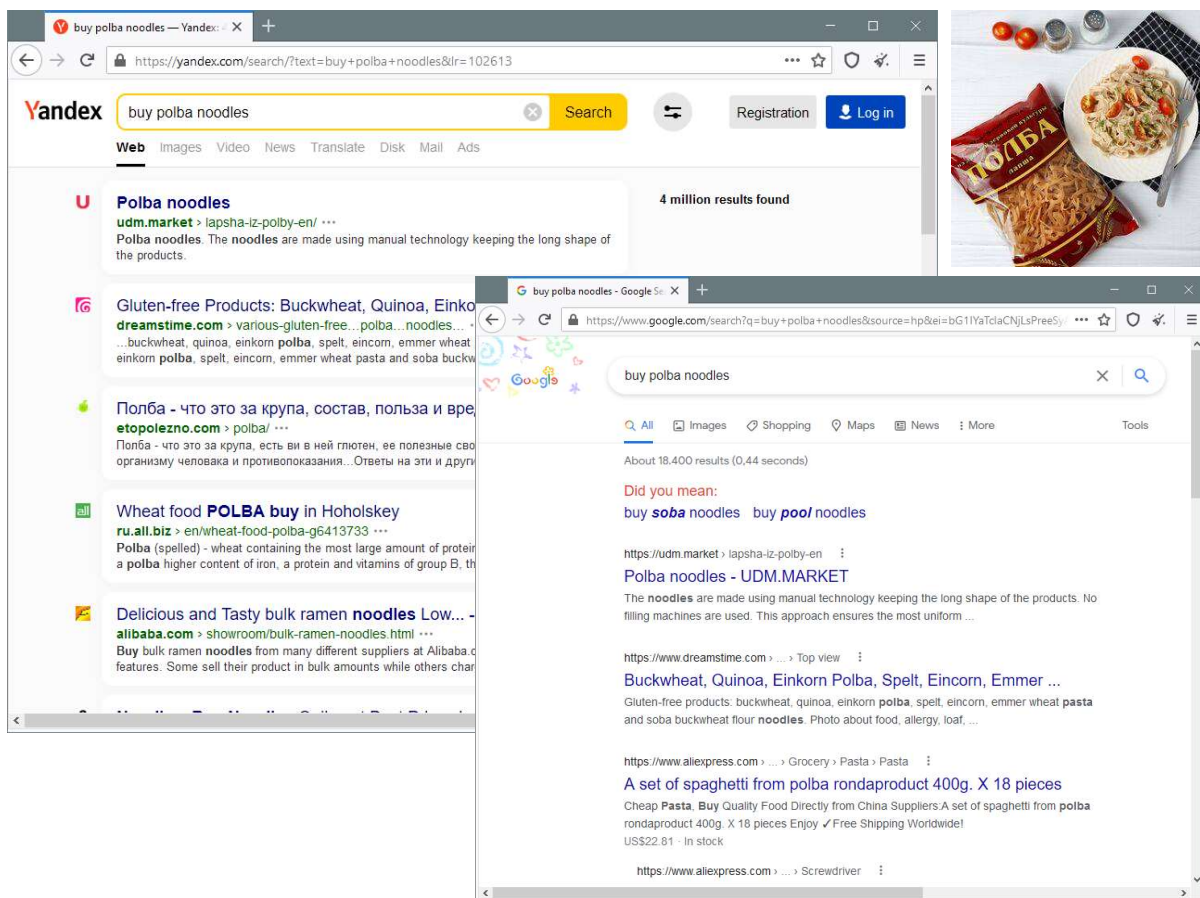 buy polba noodles — Yandex:
https://yandex.com/search/?text=buy+polba+noodles&lr=102613
Yandex
buy polba noodles
Search
Registration
Log in
Web Images Video News Translate Disk Mail Ads
Polba noodles
udm.market › lapsha-iz-polby-en/
Polba noodles. The noodles are made using manual technology keeping the long shape of
the products.
4 million results found
Gluten-free Products: Buckwheat, Quinoa, Einko
dreamstime.com › various-gluten-free...polba...noodles...
...buckwheat, quinoa, einkorn polba, spelt, eincorn, emmer wheat
einkorn polba, spelt, eincorn, emmer wheat pasta and soba buckw
Полба - что это за крупа, состав, польза и вре
etopolezno.com › polba/
Полба - что это за крупа, есть ви в ней глютен, ее полезные сво
организму человака и противопоказания...Ответы на эти и други
all
Wheat food POLBA buy in Hoholskey
ru.all.biz › en/wheat-food-polba-g6413733
Polba (spelled) - wheat containing the most large amount of protein
a polba higher content of iron, a protein and vitamins of group B, th
Delicious and Tasty bulk ramen noodles Low... -
alibaba.com › showroom/bulk-ramen-noodles.html
Buy bulk ramen noodles from many different suppliers at Alibaba.c
features. Some sell their product in bulk amounts while others char
ПОЛБА
лапша
buy polba noodles - Google Se
https://www.google.com/search?q=buy+polba+noodles&source=hp&ei=bG1IYaTclaCNjLsPreeSy
Google
buy polba noodles
All Images Shopping Maps News More Tools
About 18.400 results (0,44 seconds)
Did you mean:
buy soba noodles buy pool noodles
https://udm.market › lapsha-iz-polby-en
Polba noodles - UDM.MARKET
The noodles are made using manual technology keeping the long shape of the products. No
filling machines are used. This approach ensures the most uniform ...
https://www.dreamstime.com › ... › Top view
Buckwheat, Quinoa, Einkorn Polba, Spelt, Eincorn, Emmer ...
Gluten-free products: buckwheat, quinoa, einkorn polba, spelt, eincorn, emmer wheat pasta
and soba buckwheat flour noodles. Photo about food, allergy, loaf, ...
https://www.aliexpress.com › ... › Grocery › Pasta › Pasta
A set of spaghetti from polba rondaproduct 400g. X 18 pieces
Cheap Pasta, Buy Quality Food Directly from China Suppliers:A set of spaghetti from polba
rondaproduct 400g. X 18 pieces Enjoy ✓Free Shipping Worldwide!
US$22.81 · In stock
https://www.aliexpress.com › ... › Screwdriver